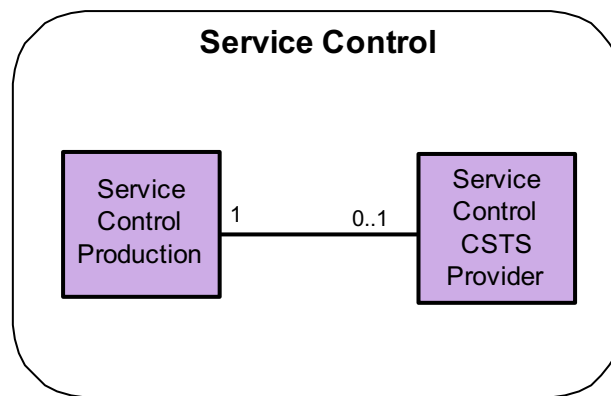 Service Control
Service
Control
Production
1
0..1
Service
Control
CSTS
Provider